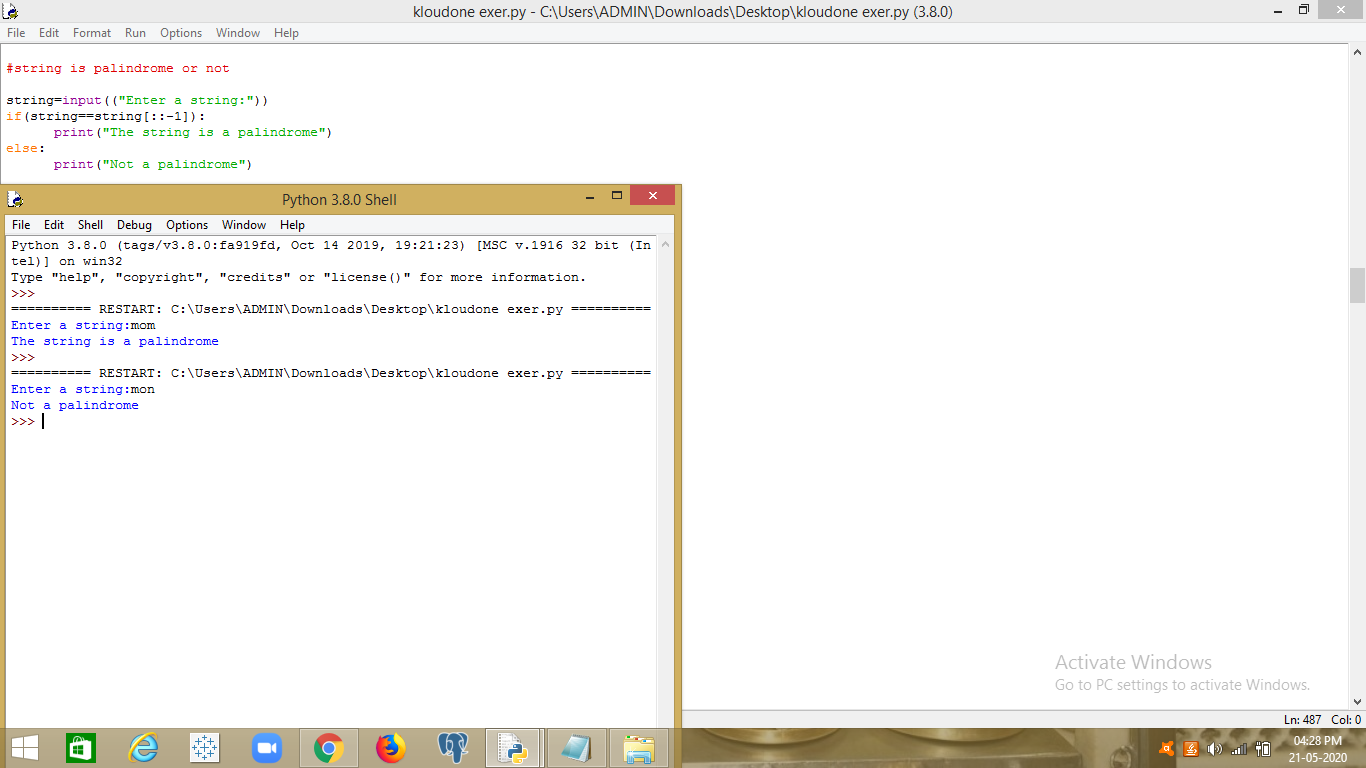 kloudone exer.py - C:\Users\ADMIN\Downloads\Desktop\kloudone exer.py (3.8.0)
File Edit Format Run Options Window Help
#string is palindrome or not
string=input(("Enter a string:"))
if(string==string[::-1]):
      print("The string is a palindrome")
else:
      print("Not a palindrome")
Python 3.8.0 Shell
File Edit Shell Debug Options Window Help
Python 3.8.0 (tags/v3.8.0:fa919fd, Oct 14 2019, 19:21:23) [MSC v.1916 32 bit (In
tel)] on win32
Type "help", "copyright", "credits" or "license()" for more information.
>>>
========== RESTART: C:\Users\ADMIN\Downloads\Desktop\kloudone exer.py ==========
Enter a string:mom
The string is a palindrome
>>>
========== RESTART: C:\Users\ADMIN\Downloads\Desktop\kloudone exer.py ==========
Enter a string:mon
Not a palindrome
>>>
Activate Windows
Go to PC settings to activate Windows.
Ln: 487 Col: 0
04:28 PM
21-05-2020